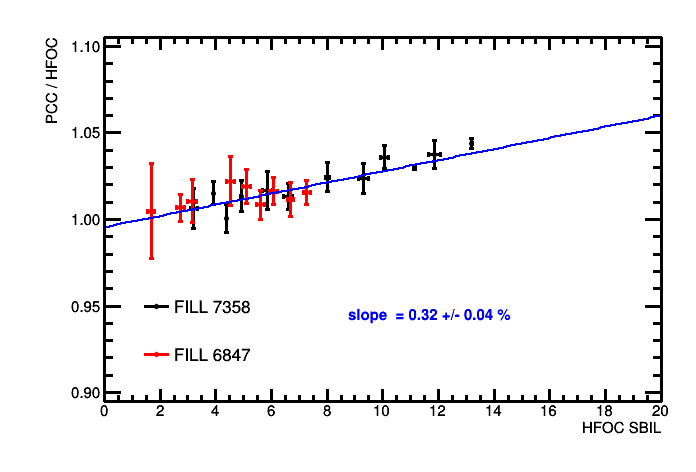 PCC / HFOC
1.10
1.05
1.00
0.95
0.90
FILL 7358
FILL 6847
slope = 0.32 +/- 0.04 %
0 2 4 6 8 10 12 14 16 18 20
HFOC SBIL